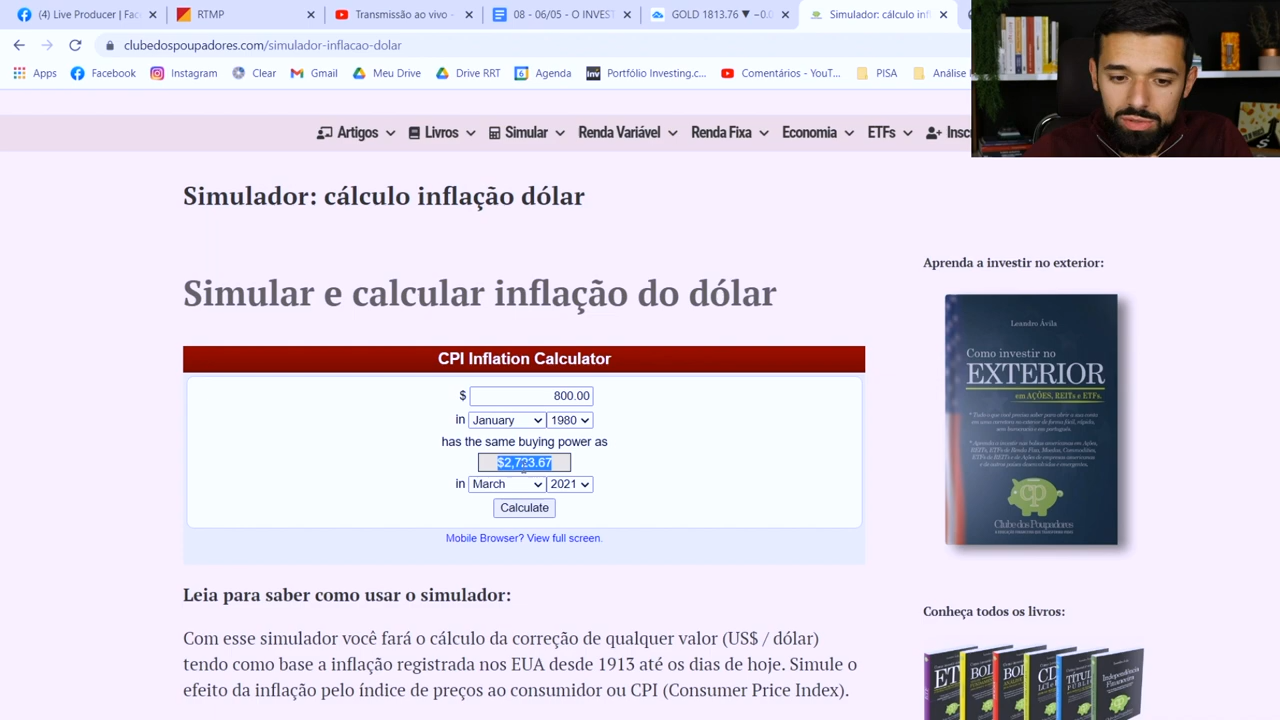 (4) Ao Produtor | Fac
RTMP
Transmissão ao vivo -
08 - 06/05 - O INVEST
GOLD 1813.76 ▼ −0.0
Simulador: cálculo infl
clubedospoupadores.com/simulador-inflacao-dolar
Apps
Facebook
Instagram
Clear
Gmail
Meu Drive
Drive RRT
Agenda
Portfólio Investing.c...
Comentários - YouT...
PISA
Análise
Artigos
Livros
Simular
Renda Variável
Renda Fixa
Economia
ETFs
Inscr
Simulador: cálculo inflação dólar
Simular e calcular inflação do dólar
CPI Inflation Calculator
$ 800.00
in January 1980
has the same buying power as
$2,723.67
in March 2021
Calculate
Mobile Browser? View full screen.
Leia para saber como usar o simulador:
Com esse simulador você fará o cálculo da correção de qualquer valor (US$ / dólar)
tendo como base a inflação registrada nos EUA desde 1913 até os dias de hoje. Simule o
efeito da inflação pelo índice de preços ao consumidor ou CPI (Consumer Price Index).
Aprenda a investir no exterior:
Leandro Ávila
Como investir no
EXTERIOR
em AÇÕES, REITs e ETFs.
Clube dos Poupadores
Conheça todos os livros: